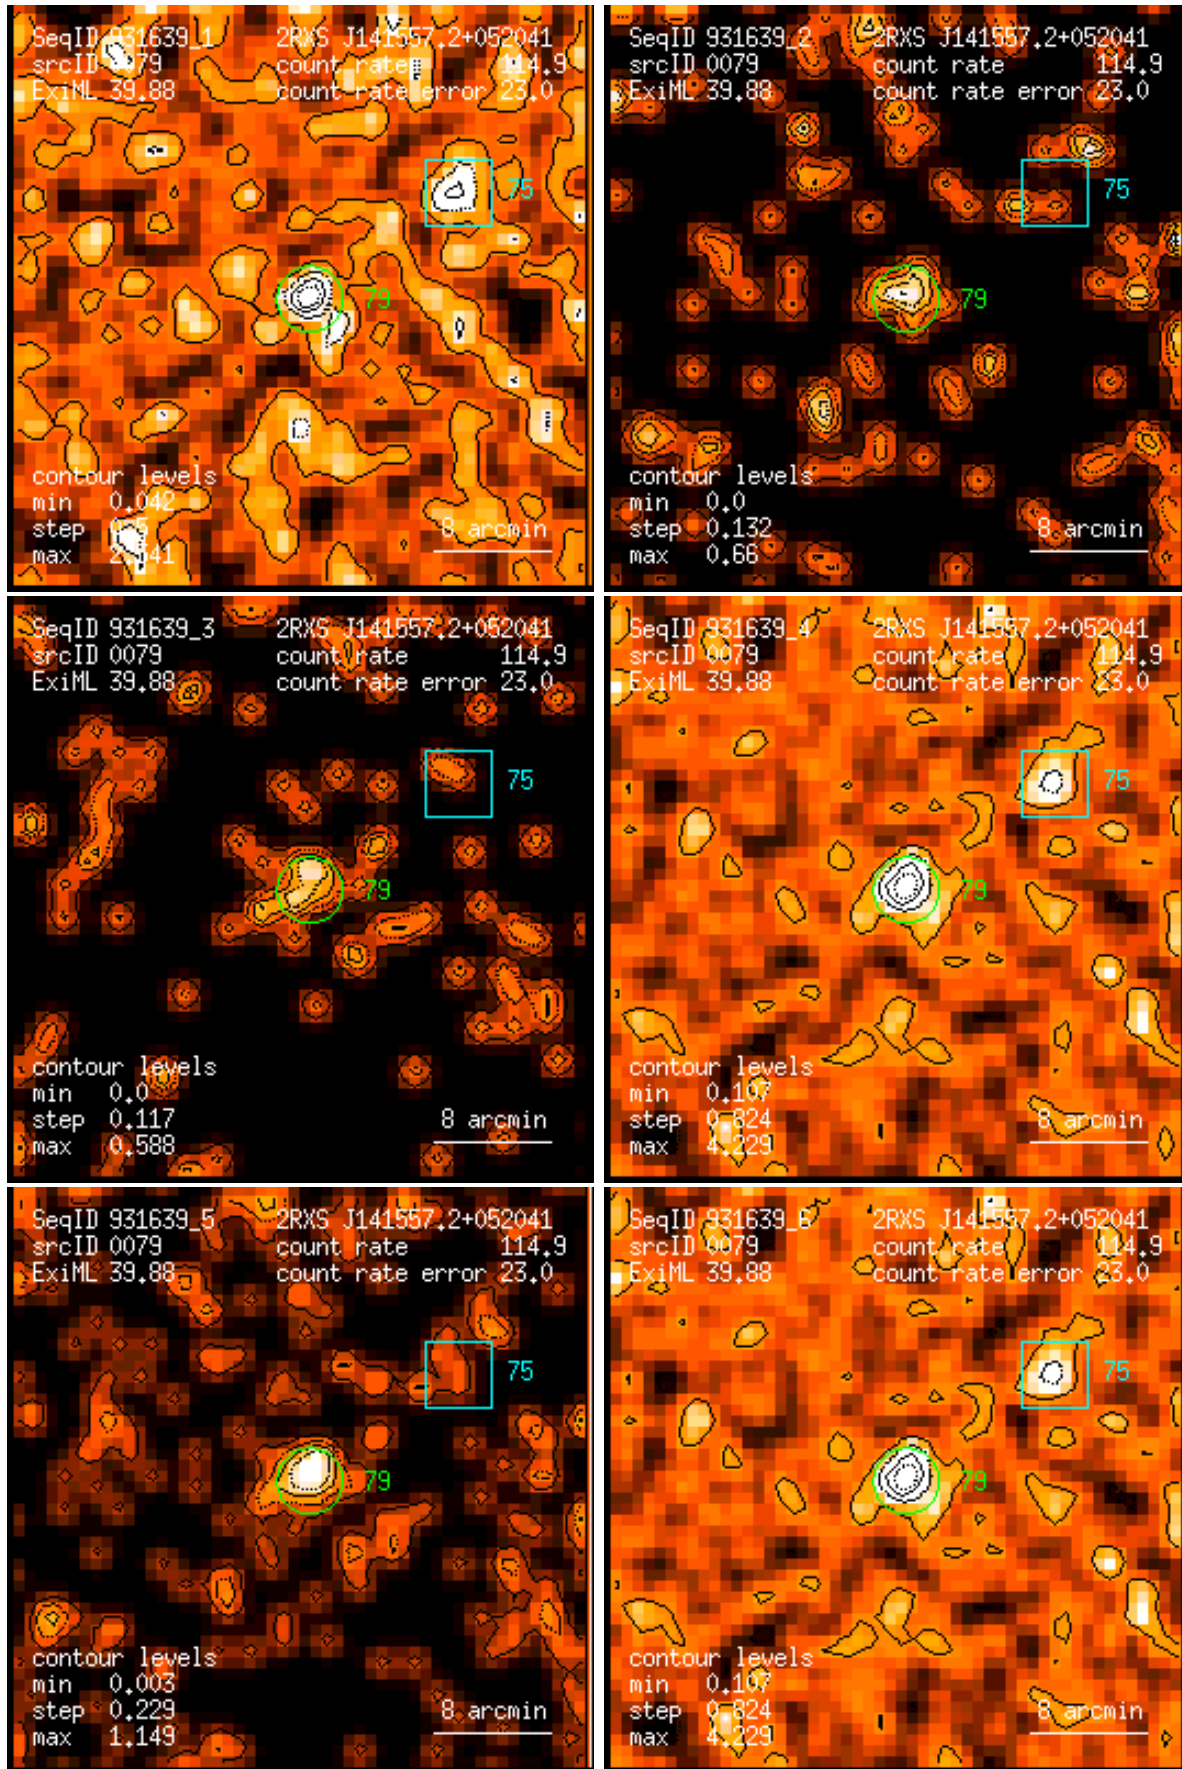 SeqID 931639_1 2RXS J141557.2+052041
srcID 0079 count rate 114.9
ExiML 39.88 count rate error 23.0
75
79
contour levels
min 0.042
step 0.5
max 2.541
8 arcmin
SeqID 931639_2 2RXS J141557.2+052041
srcID 0079 count rate 114.9
ExiML 39.88 count rate error 23.0
75
79
contour levels
min 0.0
step 0.132
max 0.66
8 arcmin
SeqID 931639_3 2RXS J141557.2+052041
srcID 0079 count rate 114.9
ExiML 39.88 count rate error 23.0
75
79
contour levels
min 0.0
step 0.117
max 0.588
8 arcmin
SeqID 931639_4 2RXS J141557.2+052041
srcID 0079 count rate 114.9
ExiML 39.88 count rate error 23.0
75
79
contour levels
min 0.107
step 0.824
max 4.229
8 arcmin
SeqID 931639_5 2RXS J141557.2+052041
srcID 0079 count rate 114.9
ExiML 39.88 count rate error 23.0
75
79
contour levels
min 0.003
step 0.229
max 1.149
8 arcmin
SeqID 931639_6 2RXS J141557.2+052041
srcID 0079 count rate 114.9
ExiML 39.88 count rate error 23.0
75
79
contour levels
min 0.107
step 0.824
max 4.229
8 arcmin